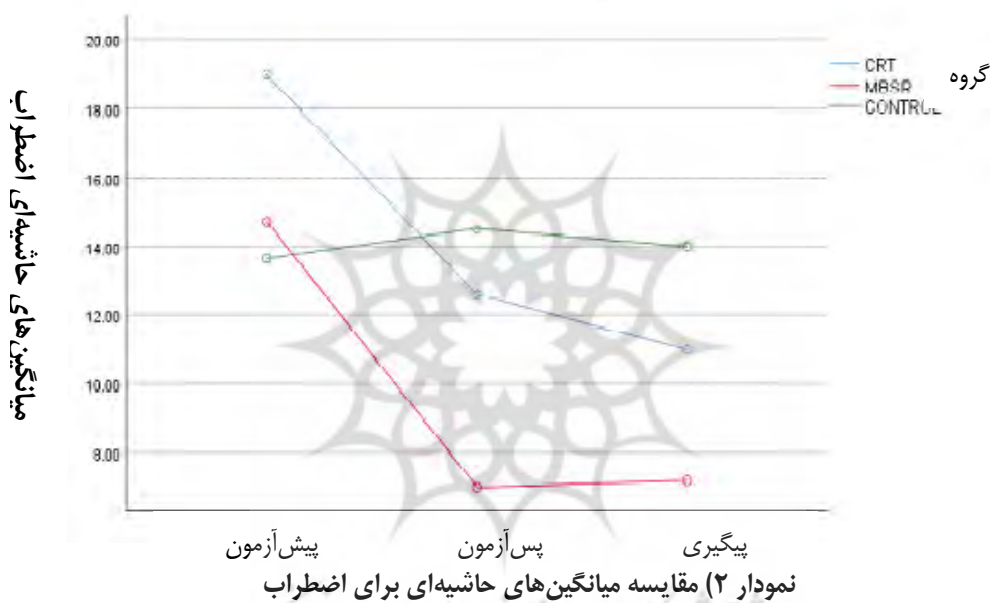 20.00
18.00
16.00
14.00
12.00
10.00
8.00
میانگین‌های حاشیه‌ای اضطراب
گروه
CRT
MBSR
CONTROL
پیش‌آزمون
پس‌آزمون
پیگیری
نمودار ۲) مقایسه میانگین‌های حاشیه‌ای برای اضطراب